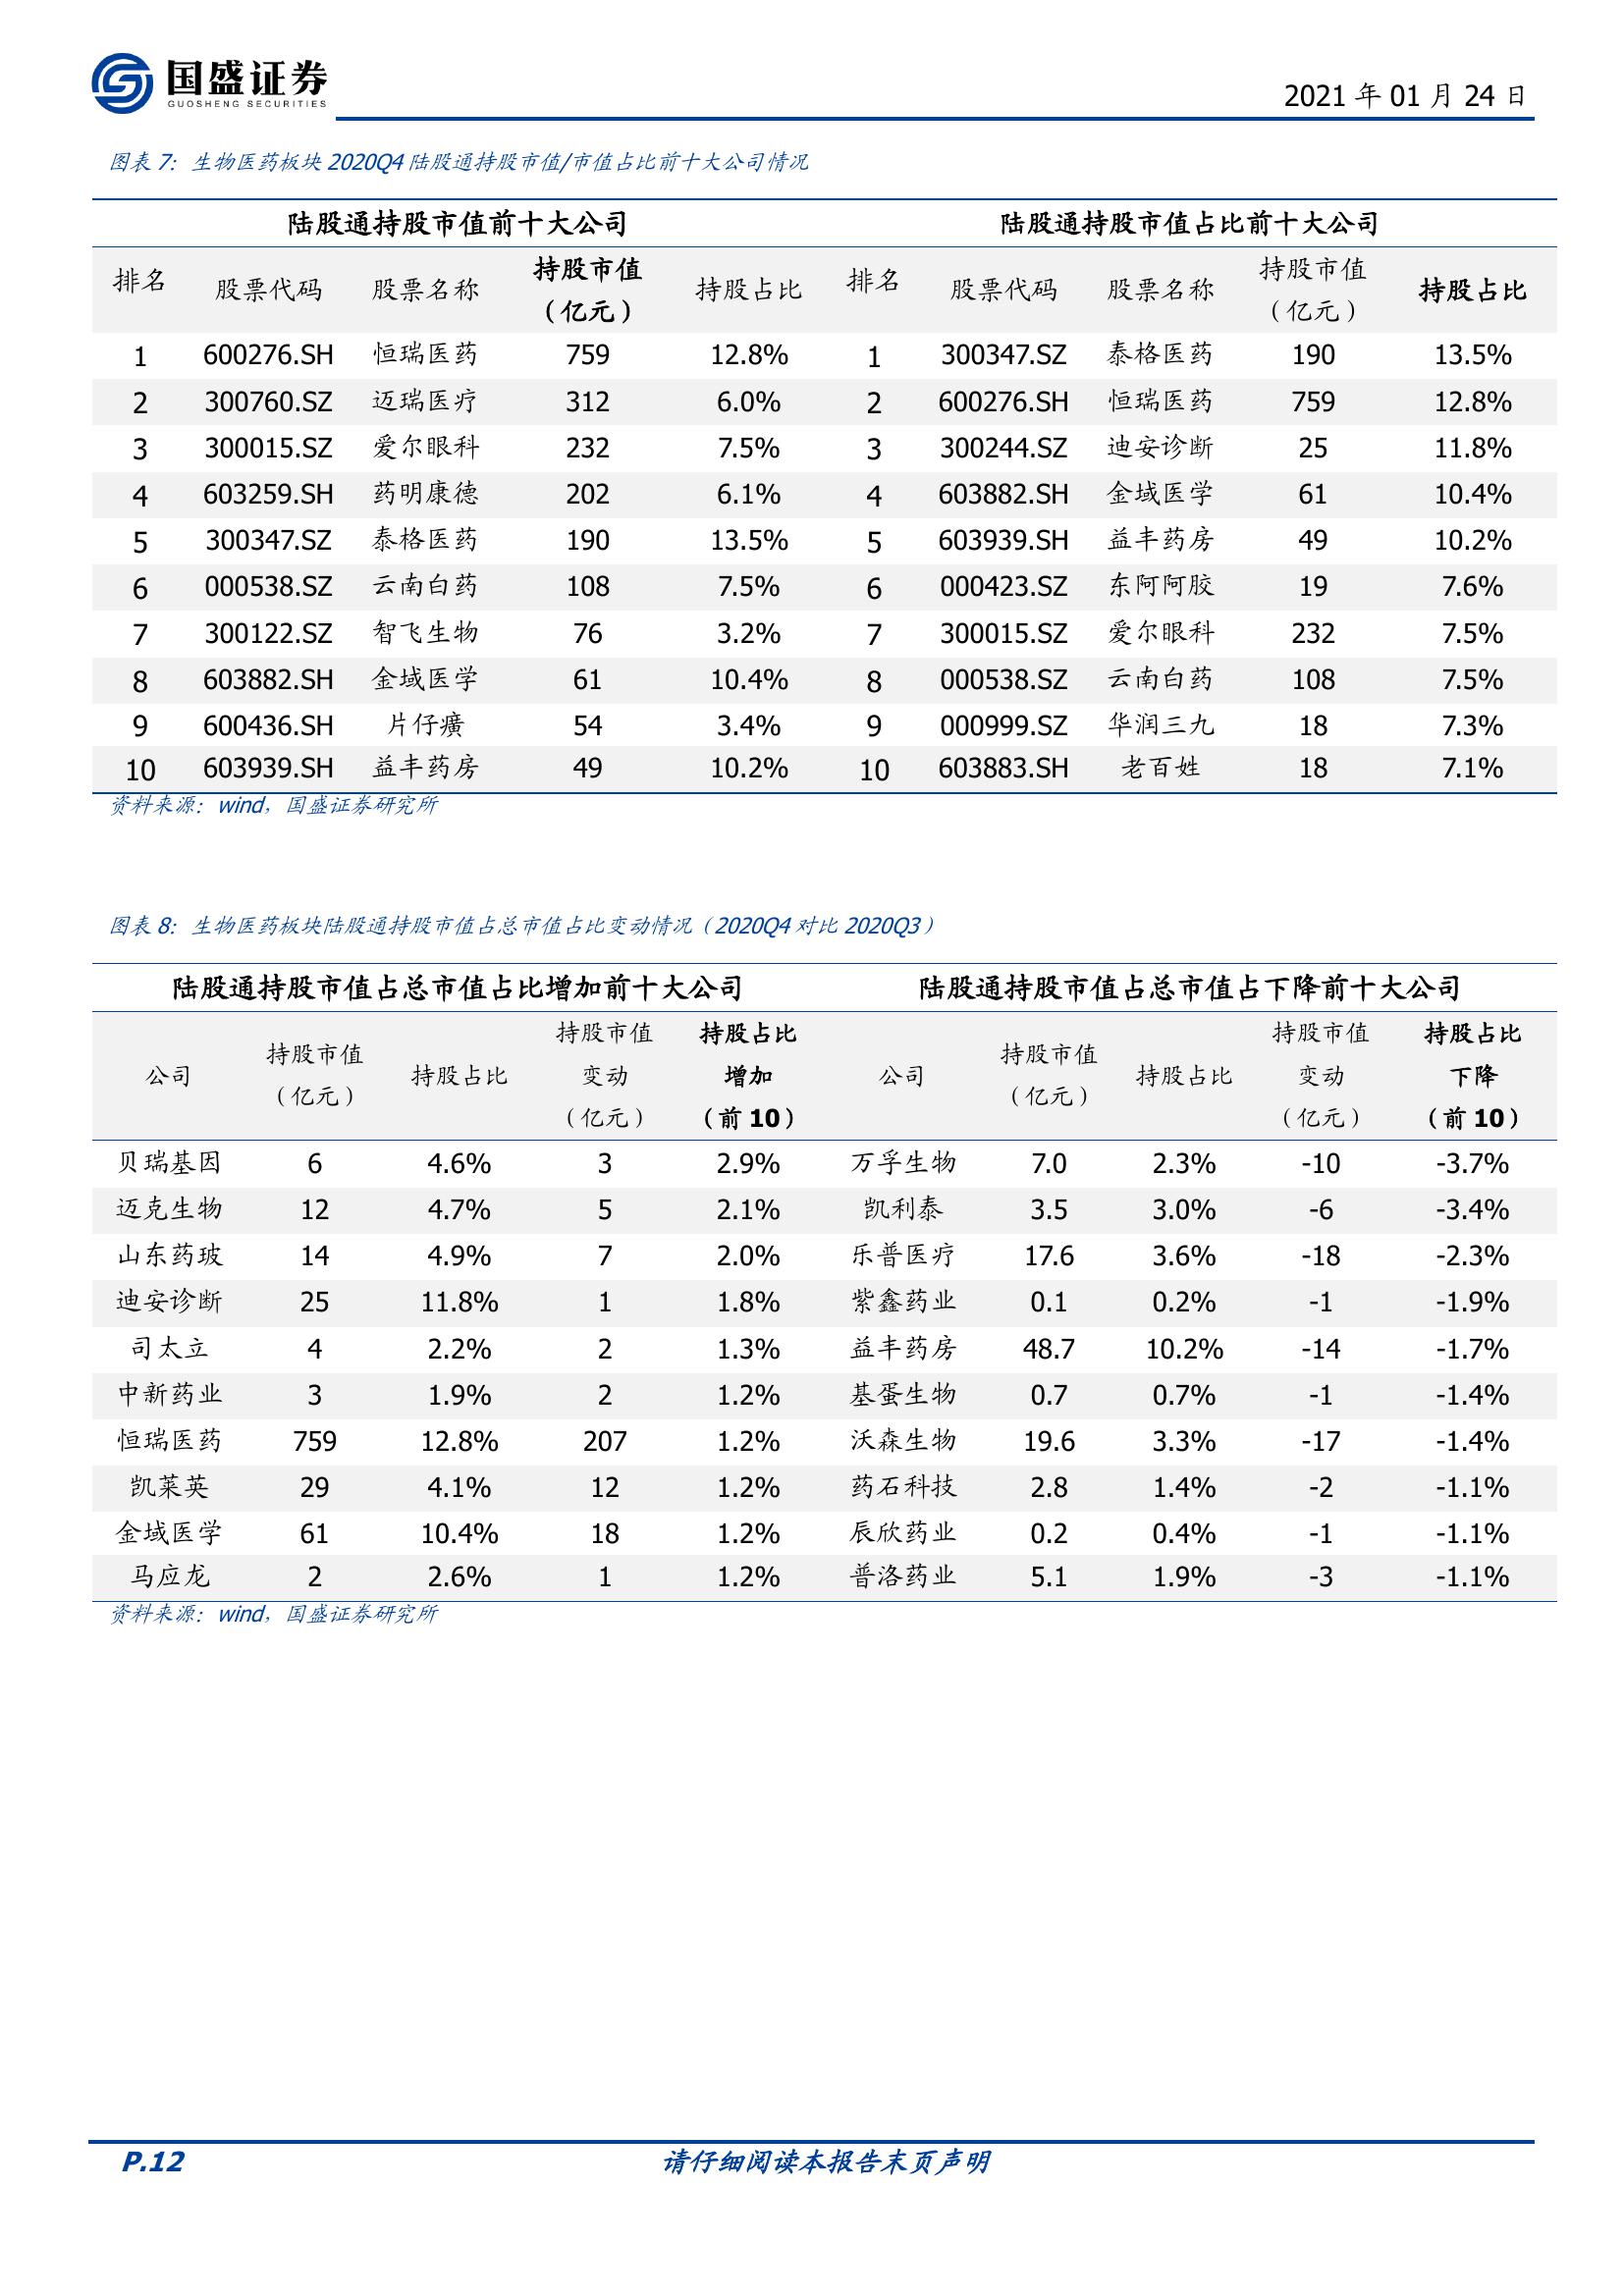 国盛证券
GUOSHENG SECURITIES
2021 年 01 月 24 日
图表 7：生物医药板块 2020Q4 陆股通持股市值/市值占比前十大公司情况
陆股通持股市值前十大公司 陆股通持股市值占比前十大公司
排名 股票代码 股票名称 持股市值（亿元） 持股占比 排名 股票代码 股票名称 持股市值（亿元） 持股占比
1 600276.SH 恒瑞医药 759 12.8% 1 300347.SZ 泰格医药 190 13.5%
2 300760.SZ 迈瑞医疗 312 6.0% 2 600276.SH 恒瑞医药 759 12.8%
3 300015.SZ 爱尔眼科 232 7.5% 3 300244.SZ 迪安诊断 25 11.8%
4 603259.SH 药明康德 202 6.1% 4 603882.SH 金域医学 61 10.4%
5 300347.SZ 泰格医药 190 13.5% 5 603939.SH 益丰药房 49 10.2%
6 000538.SZ 云南白药 108 7.5% 6 000423.SZ 东阿阿胶 19 7.6%
7 300122.SZ 智飞生物 76 3.2% 7 300015.SZ 爱尔眼科 232 7.5%
8 603882.SH 金域医学 61 10.4% 8 000538.SZ 云南白药 108 7.5%
9 600436.SH 片仔癀 54 3.4% 9 000999.SZ 华润三九 18 7.3%
10 603939.SH 益丰药房 49 10.2% 10 603883.SH 老百姓 18 7.1%
资料来源：wind，国盛证券研究所
图表 8：生物医药板块陆股通持股市值占总市值占比变动情况（2020Q4 对比 2020Q3）
陆股通持股市值占总市值占比增加前十大公司 陆股通持股市值占总市值占下降前十大公司
公司 持股市值（亿元） 持股占比 持股市值变动（亿元） 持股占比增加（前 10） 公司 持股市值（亿元） 持股占比 持股市值变动（亿元） 持股占比下降（前 10）
贝瑞基因 6 4.6% 3 2.9% 万孚生物 7.0 2.3% -10 -3.7%
迈克生物 12 4.7% 5 2.1% 凯利泰 3.5 3.0% -6 -3.4%
山东药玻 14 4.9% 7 2.0% 乐普医疗 17.6 3.6% -18 -2.3%
迪安诊断 25 11.8% 1 1.8% 紫鑫药业 0.1 0.2% -1 -1.9%
司太立 4 2.2% 2 1.3% 益丰药房 48.7 10.2% -14 -1.7%
中新药业 3 1.9% 2 1.2% 基蛋生物 0.7 0.7% -1 -1.4%
恒瑞医药 759 12.8% 207 1.2% 沃森生物 19.6 3.3% -17 -1.4%
凯莱英 29 4.1% 12 1.2% 药石科技 2.8 1.4% -2 -1.1%
金域医学 61 10.4% 18 1.2% 辰欣药业 0.2 0.4% -1 -1.1%
马应龙 2 2.6% 1 1.2% 普洛药业 5.1 1.9% -3 -1.1%
资料来源：wind，国盛证券研究所
P.12 请仔细阅读本报告末页声明